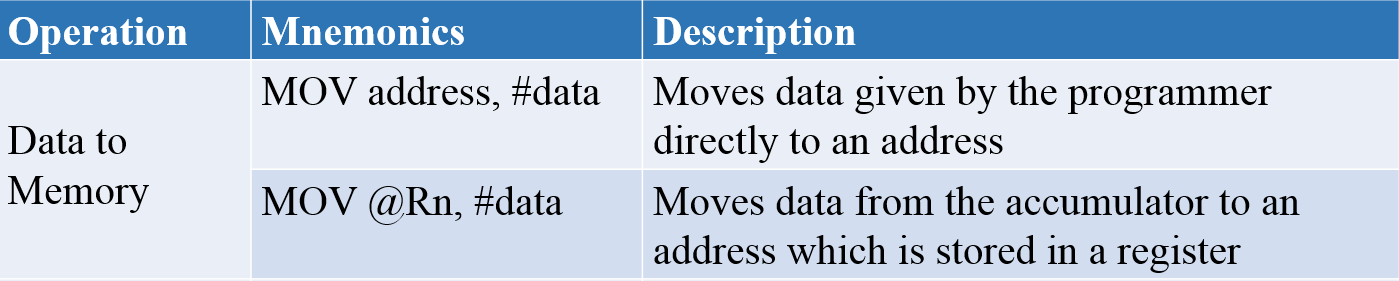 Operation Mnemonics Description
Data to
Memory
MOV address, #data
Moves data given by the programmer
directly to an address
MOV @Rn, #data
Moves data from the accumulator to an
address which is stored in a register